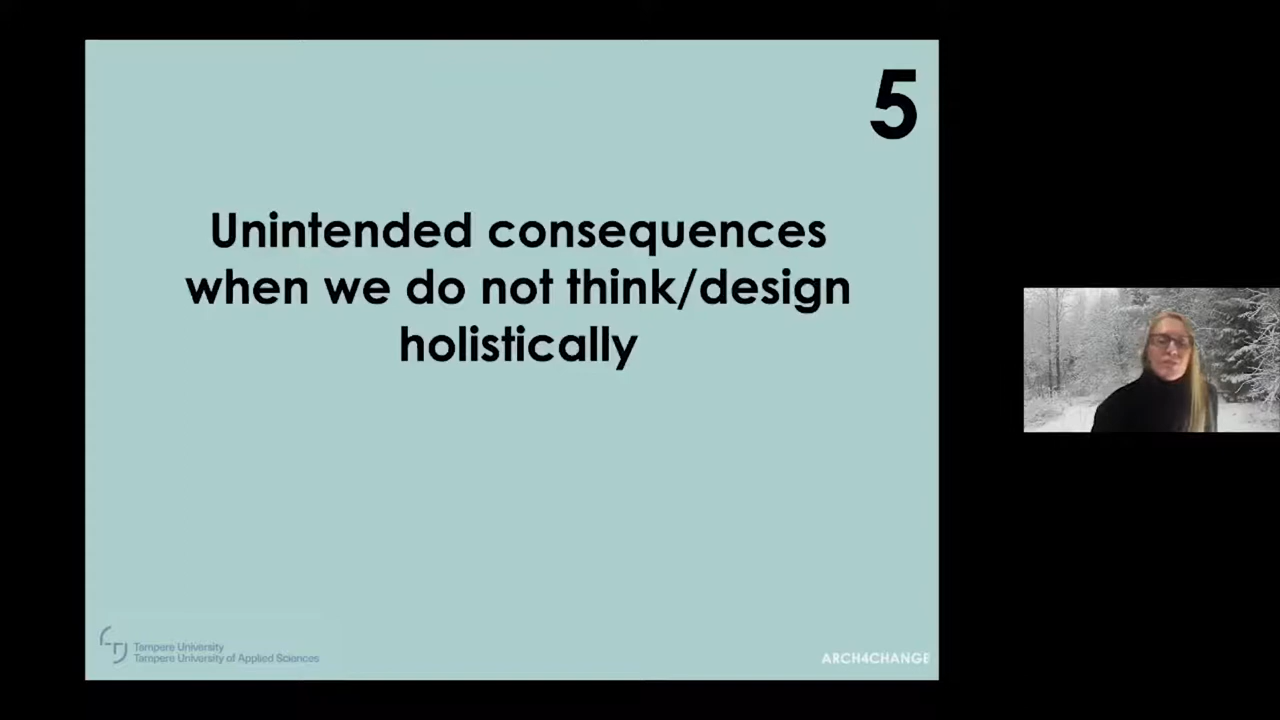 5
Unintended consequences
when we do not think/design
holistically
Tampere University
Tampere University of Applied Sciences
ARCH4CHANGE